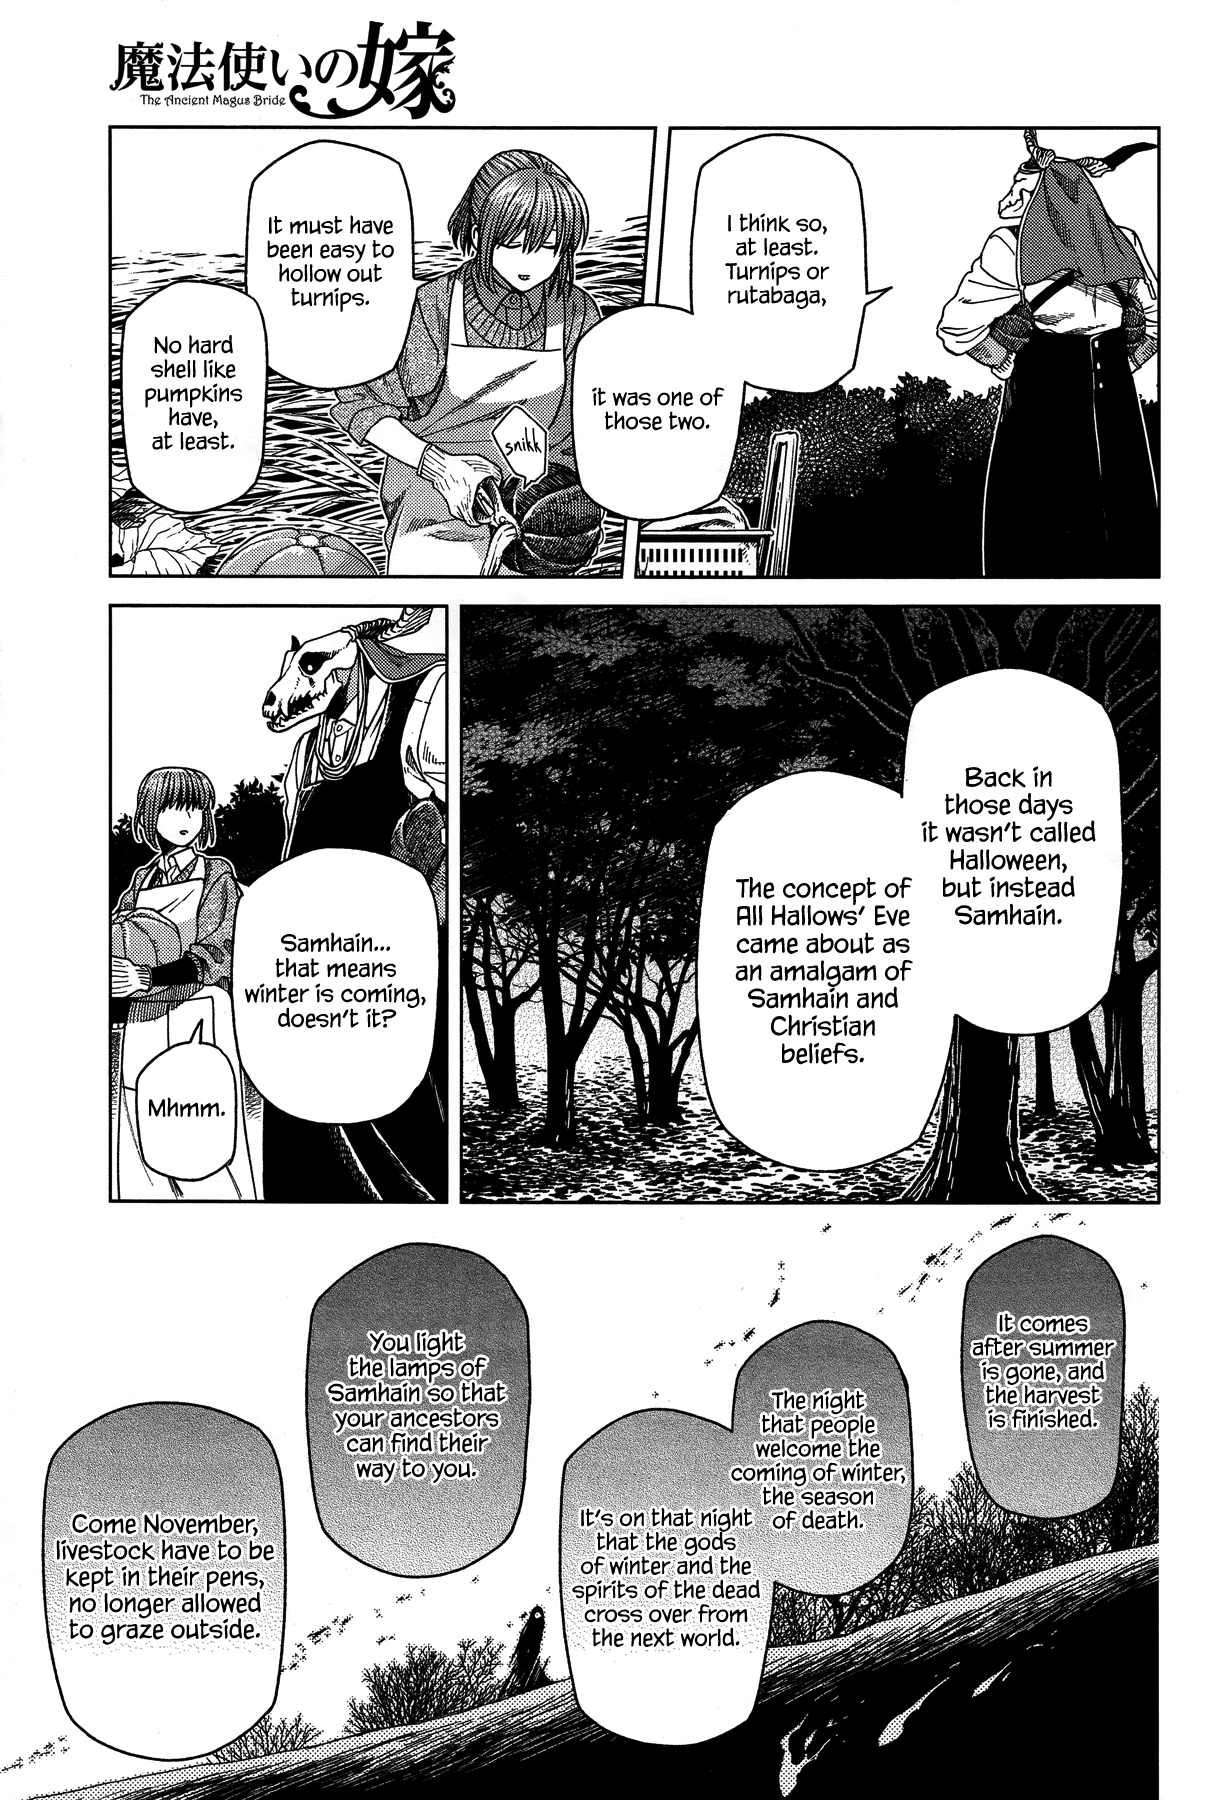 魔法使いの嫁
The Ancient Magus Bride
I think so,
at least.
Turnips or
rutabaga,
it was one of
those two.
It must have
been easy to
hollow out
turnips.
snikk
No hard
shell like
pumpkins
have,
at least.
Back in
those days
it wasn't called
Halloween,
but instead
Samhain.
The concept of
All Hallows' Eve
came about as
an amalgam of
Samhain and
Christian
beliefs.
Samhain...
that means
winter is coming,
doesn't it?
Mhmm.
It comes
after summer
is gone, and
the harvest
is finished.
The night
that people
welcome the
coming of winter,
the season
of death.
It's on that night
that the gods
of winter and the
spirits of the dead
cross over from
the next world.
You light
the lamps of
Samhain so that
your ancestors
can find their
way to you.
Come November,
livestock have to be
kept in their pens,
no longer allowed
to graze outside.